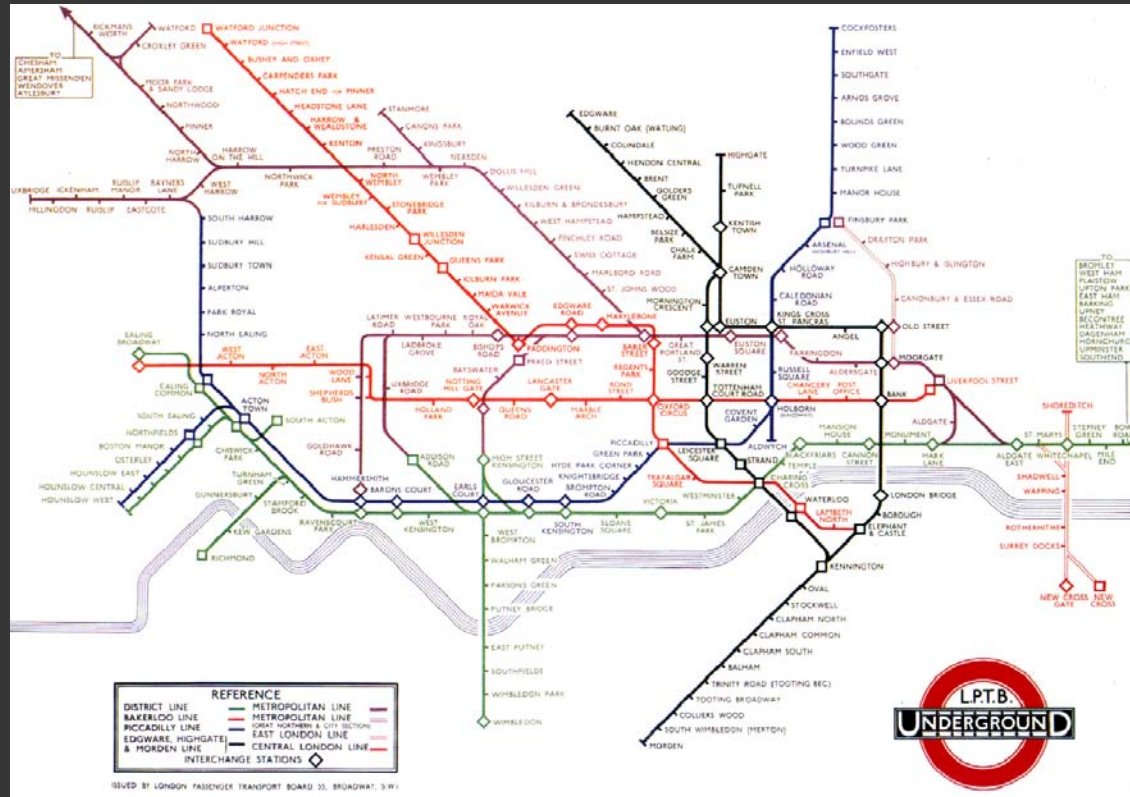 TO
CHESHAM
AMERSHAM
GREAT MISSENDEN
WENDOVER
AYLESBURY
RICKMANS
WORTH
WATFORD
CROXLEY GREEN
MOOR PARK
& SANDY LODGE
NORTHWOOD
PINNER
NORTH
HARROW
HARROW
ON THE HILL
NORTHWICK
PARK
PRESTON
ROAD
WEMBLEY
PARK
NEASDEN
STANMORE
CANONS PARK
KINGSBURY
DOLLIS HILL
WILLESDEN GREEN
KILBURN & BRONDESBURY
WEST HAMPSTEAD
FINCHLEY ROAD
SWISS COTTAGE
MARLBORO ROAD
ST. JOHNS WOOD
UXBRIDGE
HILLINGDON
ICKENHAM
RUISLIP
RUISLIP
MANOR
EASTCOTE
RAYNERS
LANE
WEST
HARROW
SOUTH HARROW
SUDBURY HILL
SUDBURY TOWN
ALPERTON
PARK ROYAL
NORTH EALING
WATFORD JUNCTION
WATFORD
BUSHEY AND OXHEY
CARPENDERS PARK
HATCH END FOR PINNER
HEADSTONE LANE
HARROW &
WEALDSTONE
KENTON
NORTH
WEMBLEY
WEMBLEY
FOR SUDBURY
STONEBRIDGE
PARK
HARLESDEN
WILLESDEN
JUNCTION
KENSAL GREEN
QUEENS PARK
KILBURN PARK
MAIDA VALE
WARWICK
AVENUE
PADDINGTON
EDGWARE
ROAD
MARYLEBONE
BAKER
STREET
REGENTS
PARK
OXFORD
CIRCUS
EDGWARE
BURNT OAK (WATLING)
COLINDALE
HENDON CENTRAL
BRENT
GOLDERS
GREEN
HAMPSTEAD
BELSIZE
PARK
CHALK
FARM
CAMDEN
TOWN
HIGHGATE
TUFNELL
PARK
KENTISH
TOWN
MORNINGTON
CRESCENT
EUSTON
WARREN
STREET
GOODGE
STREET
TOTTENHAM
COURT ROAD
LEICESTER
SQUARE
STRAND
CHARING
CROSS
WATERLOO
COCKFOSTERS
ENFIELD WEST
SOUTHGATE
ARNOS GROVE
BOUNDS GREEN
WOOD GREEN
TURNPIKE LANE
MANOR HOUSE
FINSBURY PARK
ARSENAL
HOLLOWAY
ROAD
CALEDONIAN
ROAD
KINGS CROSS
ST. PANCRAS
RUSSELL
SQUARE
HOLBORN
COVENT
GARDEN
ALDWYCH
DRAYTON PARK
HIGHBURY & ISLINGTON
CANONBURY & ESSEX ROAD
OLD STREET
ANGEL
MOORGATE
TO
BROMLEY
WEST HAM
PLAISTOW
UPTON PARK
EAST HAM
BARKING
UPNEY
BECONTREE
HEATHWAY
DAGENHAM
HORNCHURCH
UPMINSTER
SOUTHEND
LATIMER
ROAD
WESTBOURNE
PARK
ROYAL
OAK
LADBROKE
GROVE
BISHOPS
ROAD
PRAED STREET
BAYSWATER
GREAT
PORTLAND
ST.
EUSTON
SQUARE
FARRINGDON
ALDERSGATE
LIVERPOOL STREET
ALDGATE
EALING
BROADWAY
WEST
ACTON
NORTH
ACTON
EAST
ACTON
WOOD
LANE
SHEPHERDS
BUSH
HOLLAND
PARK
NOTTING
HILL GATE
QUEENS
ROAD
LANCASTER
GATE
MARBLE
ARCH
BOND
STREET
CHANCERY
LANE
POST
OFFICE
BANK
UXBRIDGE
ROAD
GOLDHAWK
ROAD
HAMMERSMITH
ADDISON
ROAD
HIGH STREET
KENSINGTON
EALING
COMMON
ACTON
TOWN
SOUTH ACTON
SOUTH EALING
NORTHFIELDS
BOSTON MANOR
OSTERLEY
HOUNSLOW EAST
HOUNSLOW CENTRAL
HOUNSLOW WEST
CHISWICK
PARK
TURNHAM
GREEN
GUNNERSBURY
KEW GARDENS
RICHMOND
STAMFORD
BROOK
RAVENSCOURT
PARK
BARONS COURT
WEST
KENSINGTON
EARLS
COURT
GLOUCESTER
ROAD
SOUTH
KENSINGTON
BROMPTON
ROAD
KNIGHTSBRIDGE
HYDE PARK CORNER
GREEN PARK
PICCADILLY
TRAFALGAR
SQUARE
SLOANE
SQUARE
VICTORIA
ST. JAMES
PARK
WESTMINSTER
TEMPLE
BLACKFRIARS
MANSION
HOUSE
CANNON
STREET
MONUMENT
MARK
LANE
ALDGATE
EAST
ST. MARYS
WHITECHAPEL
STEPNEY
GREEN
MILE
END
BOW
SHOREDITCH
SHADWELL
WAPPING
ROTHERHITHE
SURREY DOCKS
NEW CROSS
GATE
NEW
CROSS
LONDON BRIDGE
BOROUGH
LAMBETH
NORTH
ELEPHANT
& CASTLE
KENNINGTON
OVAL
STOCKWELL
CLAPHAM NORTH
CLAPHAM COMMON
CLAPHAM SOUTH
BALHAM
TRINITY ROAD (TOOTING BEC)
TOOTING BROADWAY
COLLIERS WOOD
SOUTH WIMBLEDON (MERTON)
MORDEN
WEST
BROMPTON
WALHAM GREEN
PARSONS GREEN
PUTNEY BRIDGE
EAST PUTNEY
SOUTHFIELDS
WIMBLEDON PARK
WIMBLEDON
REFERENCE
DISTRICT LINE
BAKERLOO LINE
PICCADILLY LINE
EDGWARE, HIGHGATE
& MORDEN LINE
METROPOLITAN LINE
METROPOLITAN LINE
(GREAT NORTHERN & CITY SECTION)
EAST LONDON LINE
CENTRAL LONDON LINE
INTERCHANGE STATIONS
ISSUED BY LONDON PASSENGER TRANSPORT BOARD 55, BROADWAY, S.W.1
L.P.T.B.
UNDERGROUND